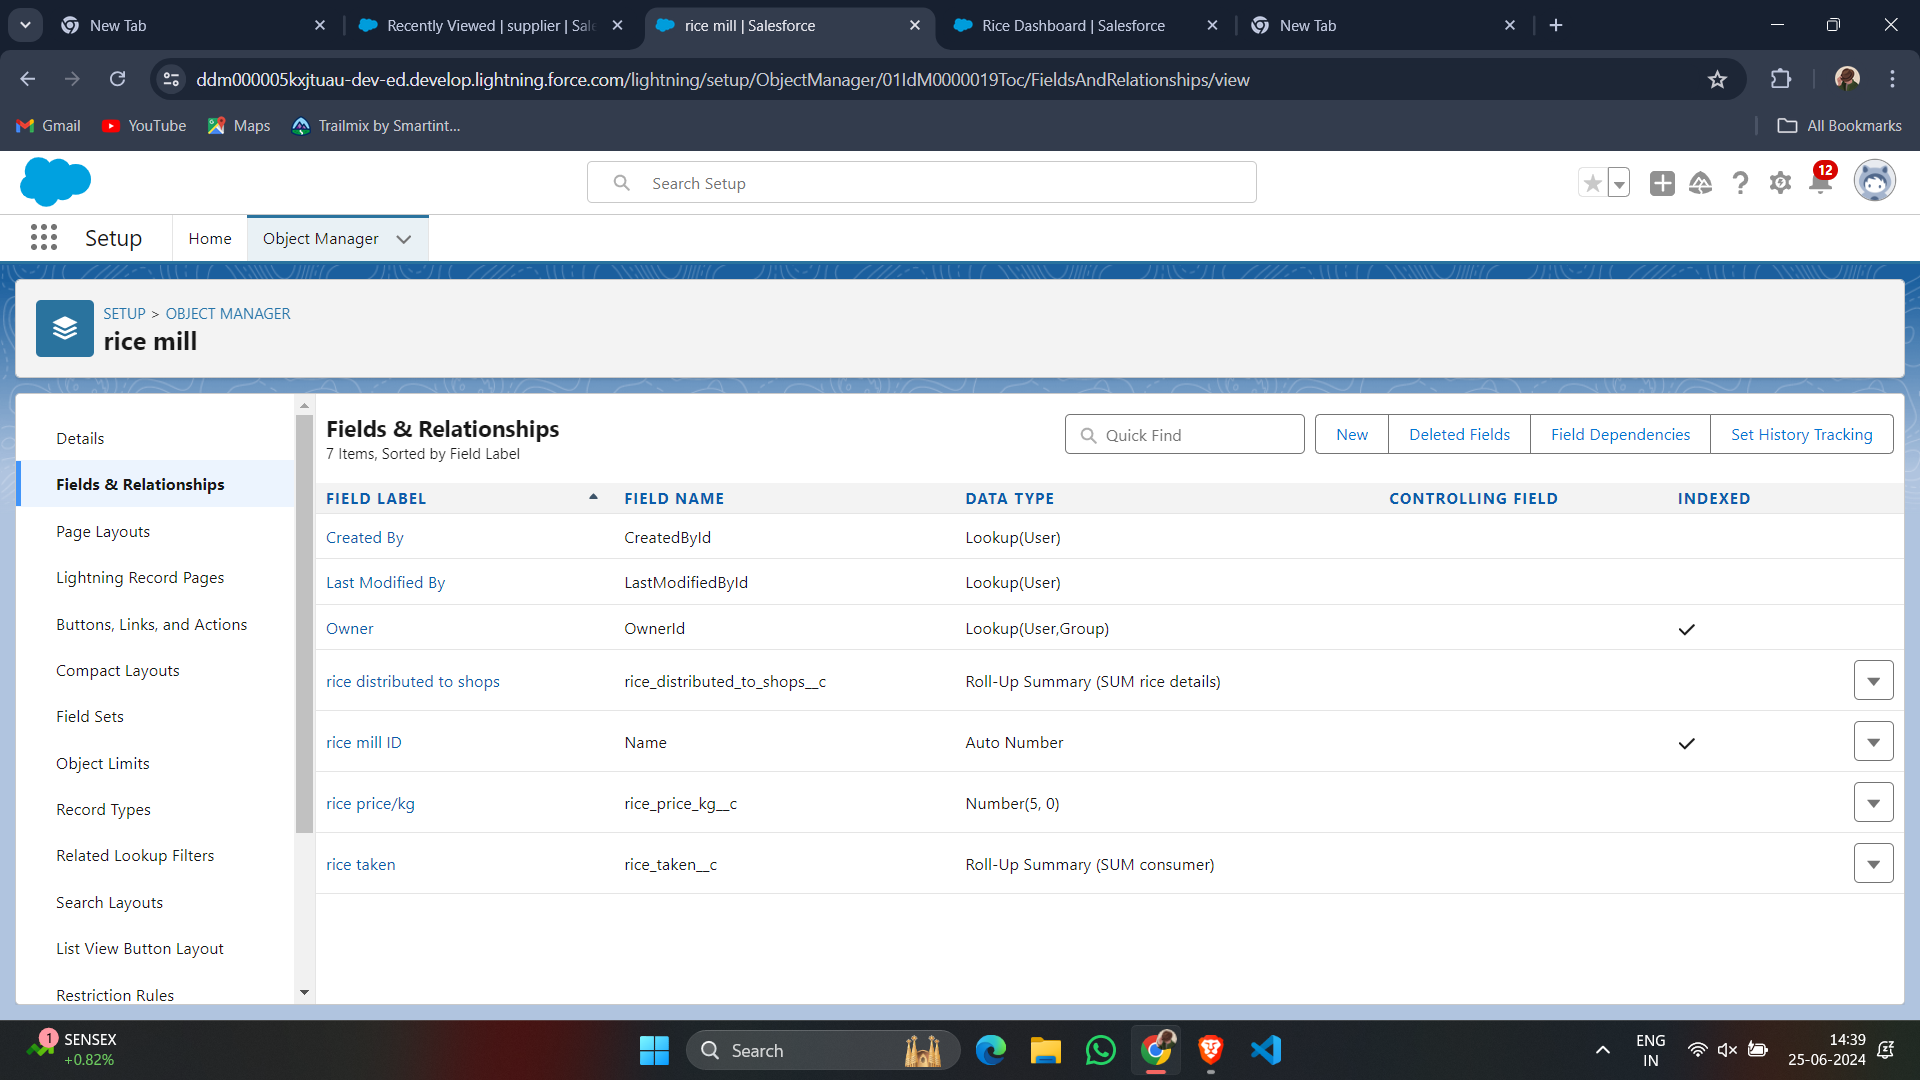 New Tab
Recently Viewed | supplier | Sale
rice mill | Salesforce
Rice Dashboard | Salesforce
New Tab
ddm000005kxjtuau-dev-ed.develop.lightning.force.com/lightning/setup/ObjectManager/01IdM0000019Toc/FieldsAndRelationships/view
Gmail
YouTube
Maps
Trailmix by Smartint...
All Bookmarks
Search Setup
12
Setup
Home
Object Manager
SETUP > OBJECT MANAGER
rice mill
Details
Fields & Relationships
Page Layouts
Lightning Record Pages
Buttons, Links, and Actions
Compact Layouts
Field Sets
Object Limits
Record Types
Related Lookup Filters
Search Layouts
List View Button Layout
Restriction Rules
Fields & Relationships
7 Items, Sorted by Field Label
Quick Find
New
Deleted Fields
Field Dependencies
Set History Tracking
FIELD LABEL FIELD NAME DATA TYPE CONTROLLING FIELD INDEXED
Created By CreatedById Lookup(User)
Last Modified By LastModifiedById Lookup(User)
Owner OwnerId Lookup(User,Group)
rice distributed to shops rice_distributed_to_shops__c Roll-Up Summary (SUM rice details)
rice mill ID Name Auto Number
rice price/kg rice_price_kg__c Number(5, 0)
rice taken rice_taken__c Roll-Up Summary (SUM consumer)
1
SENSEX
+0.82%
Search
ENG
IN
14:39
25-06-2024